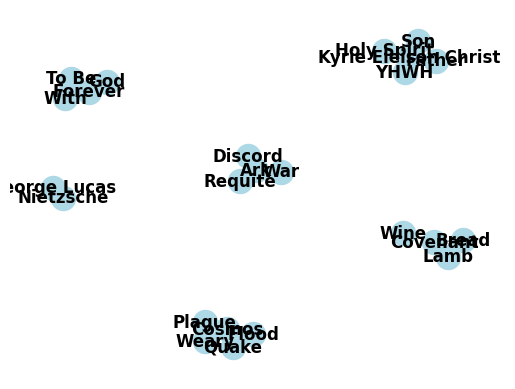 Son
Holy Spirit
Kyrie Eleison Christ
Father
YHWH
To Be
God
Forever
With
Discord
Ark
War
Requite
eorge Lucas
Nietzsche
Wine
Bread
Covenant
Lamb
Plague
Cosmos
Flood
Weary
Quake